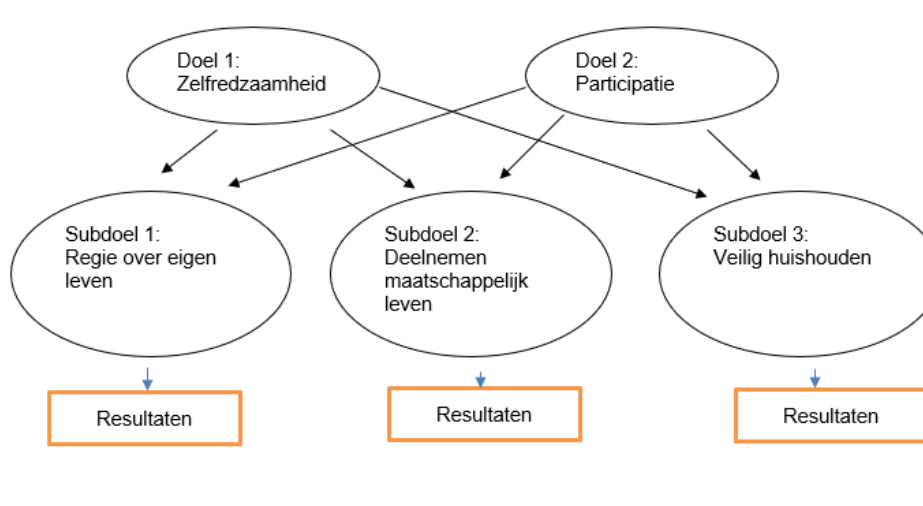 Doel 1:
Zelfredzaamheid
Doel 2:
Participatie
Subdoel 1:
Regie over eigen
leven
Subdoel 2:
Deelnemen
maatschappelijk
leven
Subdoel 3:
Veilig huishouden
Resultaten
Resultaten
Resultaten